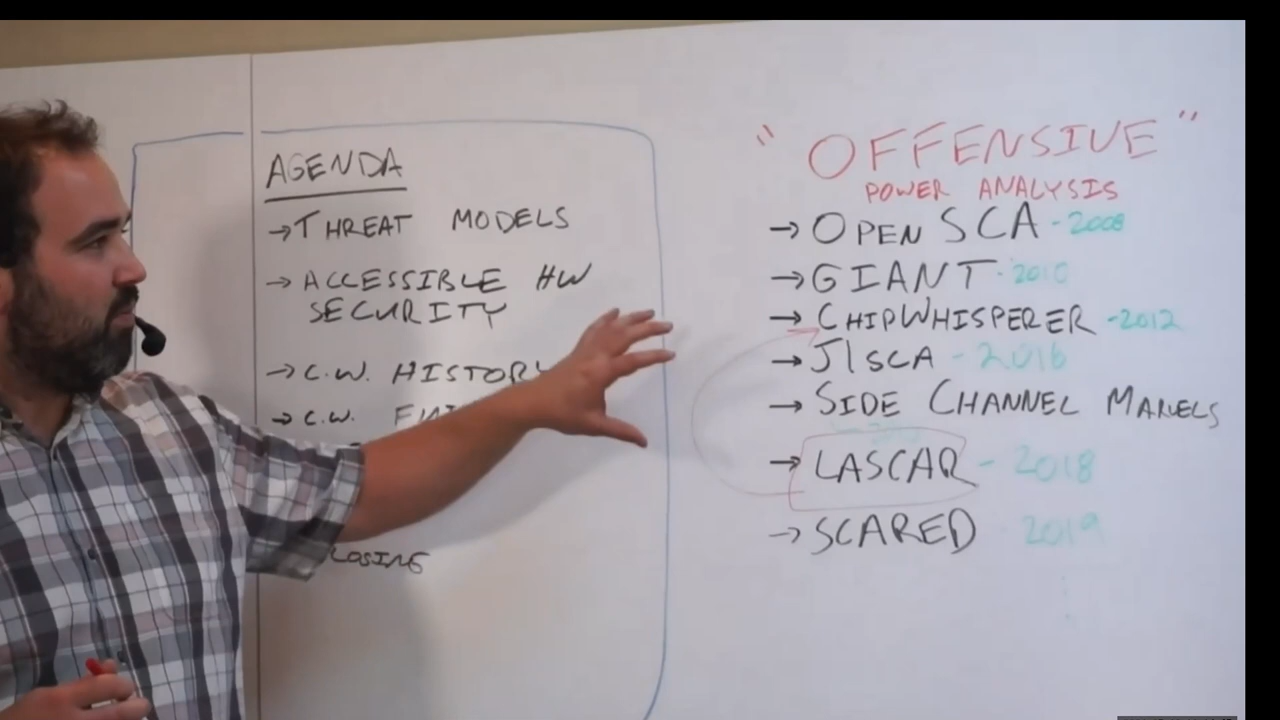 AGENDA
→ THREAT MODELS
→ ACCESSIBLE HW
SECURITY
→ C.W. HISTORY
→ C.W.
LOSING
" OFFENSIVE "
POWER ANALYSIS
→ OPEN SCA - 2008
→ GIANT - 2010
→ CHIPWHISPERER - 2012
→ JlSCA - 2016
→ SIDE CHANNEL MARVELS
→ LASCAR - 2018
→ SCARED 2019